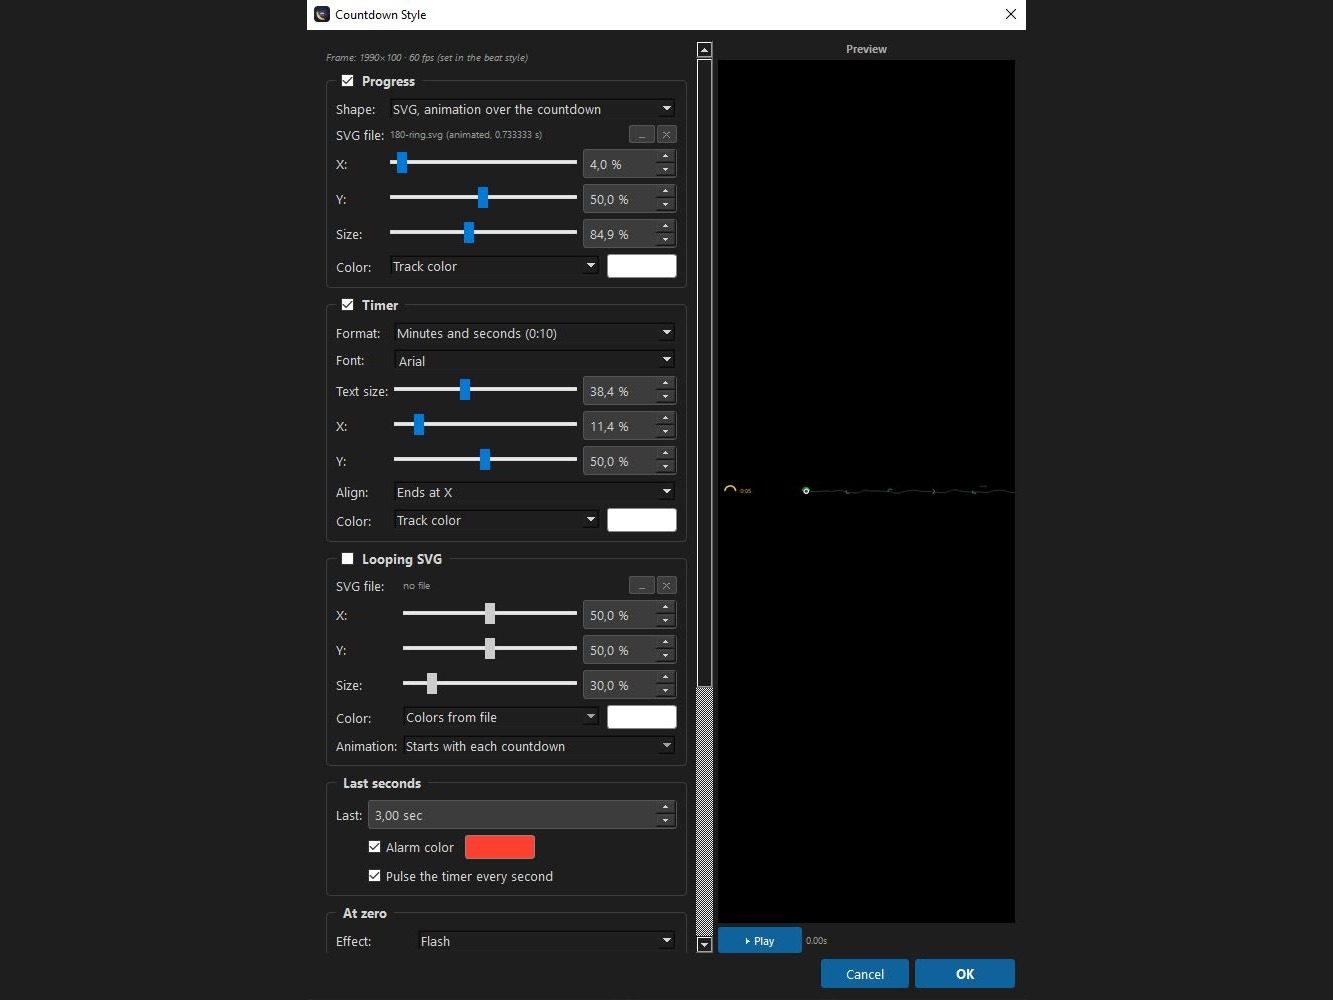 Countdown Style
Frame: 1990×100 · 60 fps (set in the beat style)
Progress
Shape: SVG, animation over the countdown
SVG file: 180-ring.svg (animated, 0.733333 s) ...
X: 4,0 %
Y: 50,0 %
Size: 84,9 %
Color: Track color
Timer
Format: Minutes and seconds (0:10)
Font: Arial
Text size: 38,4 %
X: 11,4 %
Y: 50,0 %
Align: Ends at X
Color: Track color
Looping SVG
SVG file: no file ...
X: 50,0 %
Y: 50,0 %
Size: 30,0 %
Color: Colors from file
Animation: Starts with each countdown
Last seconds
Last: 3,00 sec
Alarm color
Pulse the timer every second
At zero
Effect: Flash
Preview
0:05
Play 0.00s
Cancel OK